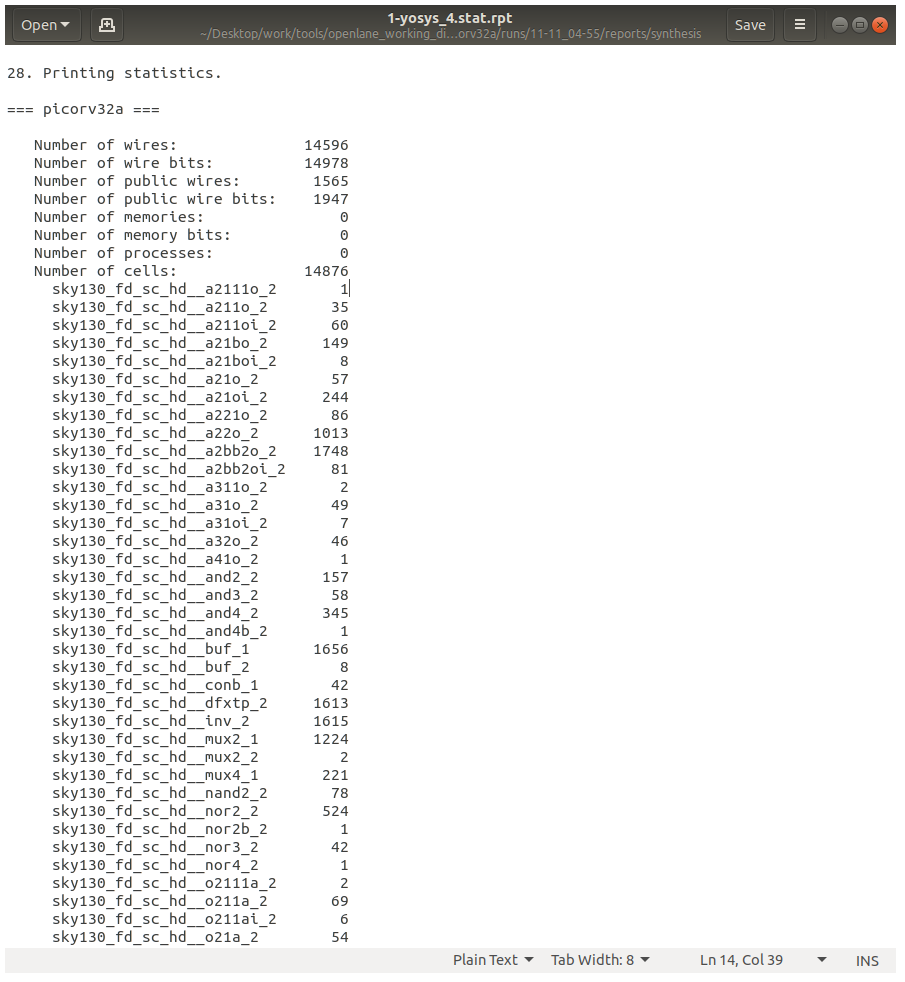 Open
1-yosys_4.stat.rpt
~/Desktop/work/tools/openlane_working_di...orv32a/runs/11-11_04-55/reports/synthesis
Save
28. Printing statistics.
=== picorv32a ===
Number of wires: 14596
Number of wire bits: 14978
Number of public wires: 1565
Number of public wire bits: 1947
Number of memories: 0
Number of memory bits: 0
Number of processes: 0
Number of cells: 14876
sky130_fd_sc_hd__a2111o_2 1
sky130_fd_sc_hd__a211o_2 35
sky130_fd_sc_hd__a211oi_2 60
sky130_fd_sc_hd__a21bo_2 149
sky130_fd_sc_hd__a21boi_2 8
sky130_fd_sc_hd__a21o_2 57
sky130_fd_sc_hd__a21oi_2 244
sky130_fd_sc_hd__a221o_2 86
sky130_fd_sc_hd__a22o_2 1013
sky130_fd_sc_hd__a2bb2o_2 1748
sky130_fd_sc_hd__a2bb2oi_2 81
sky130_fd_sc_hd__a311o_2 2
sky130_fd_sc_hd__a31o_2 49
sky130_fd_sc_hd__a31oi_2 7
sky130_fd_sc_hd__a32o_2 46
sky130_fd_sc_hd__a41o_2 1
sky130_fd_sc_hd__and2_2 157
sky130_fd_sc_hd__and3_2 58
sky130_fd_sc_hd__and4_2 345
sky130_fd_sc_hd__and4b_2 1
sky130_fd_sc_hd__buf_1 1656
sky130_fd_sc_hd__buf_2 8
sky130_fd_sc_hd__conb_1 42
sky130_fd_sc_hd__dfxtp_2 1613
sky130_fd_sc_hd__inv_2 1615
sky130_fd_sc_hd__mux2_1 1224
sky130_fd_sc_hd__mux2_2 2
sky130_fd_sc_hd__mux4_1 221
sky130_fd_sc_hd__nand2_2 78
sky130_fd_sc_hd__nor2_2 524
sky130_fd_sc_hd__nor2b_2 1
sky130_fd_sc_hd__nor3_2 42
sky130_fd_sc_hd__nor4_2 1
sky130_fd_sc_hd__o2111a_2 2
sky130_fd_sc_hd__o211a_2 69
sky130_fd_sc_hd__o211ai_2 6
sky130_fd_sc_hd__o21a_2 54
Plain Text Tab Width: 8 Ln 14, Col 39 INS